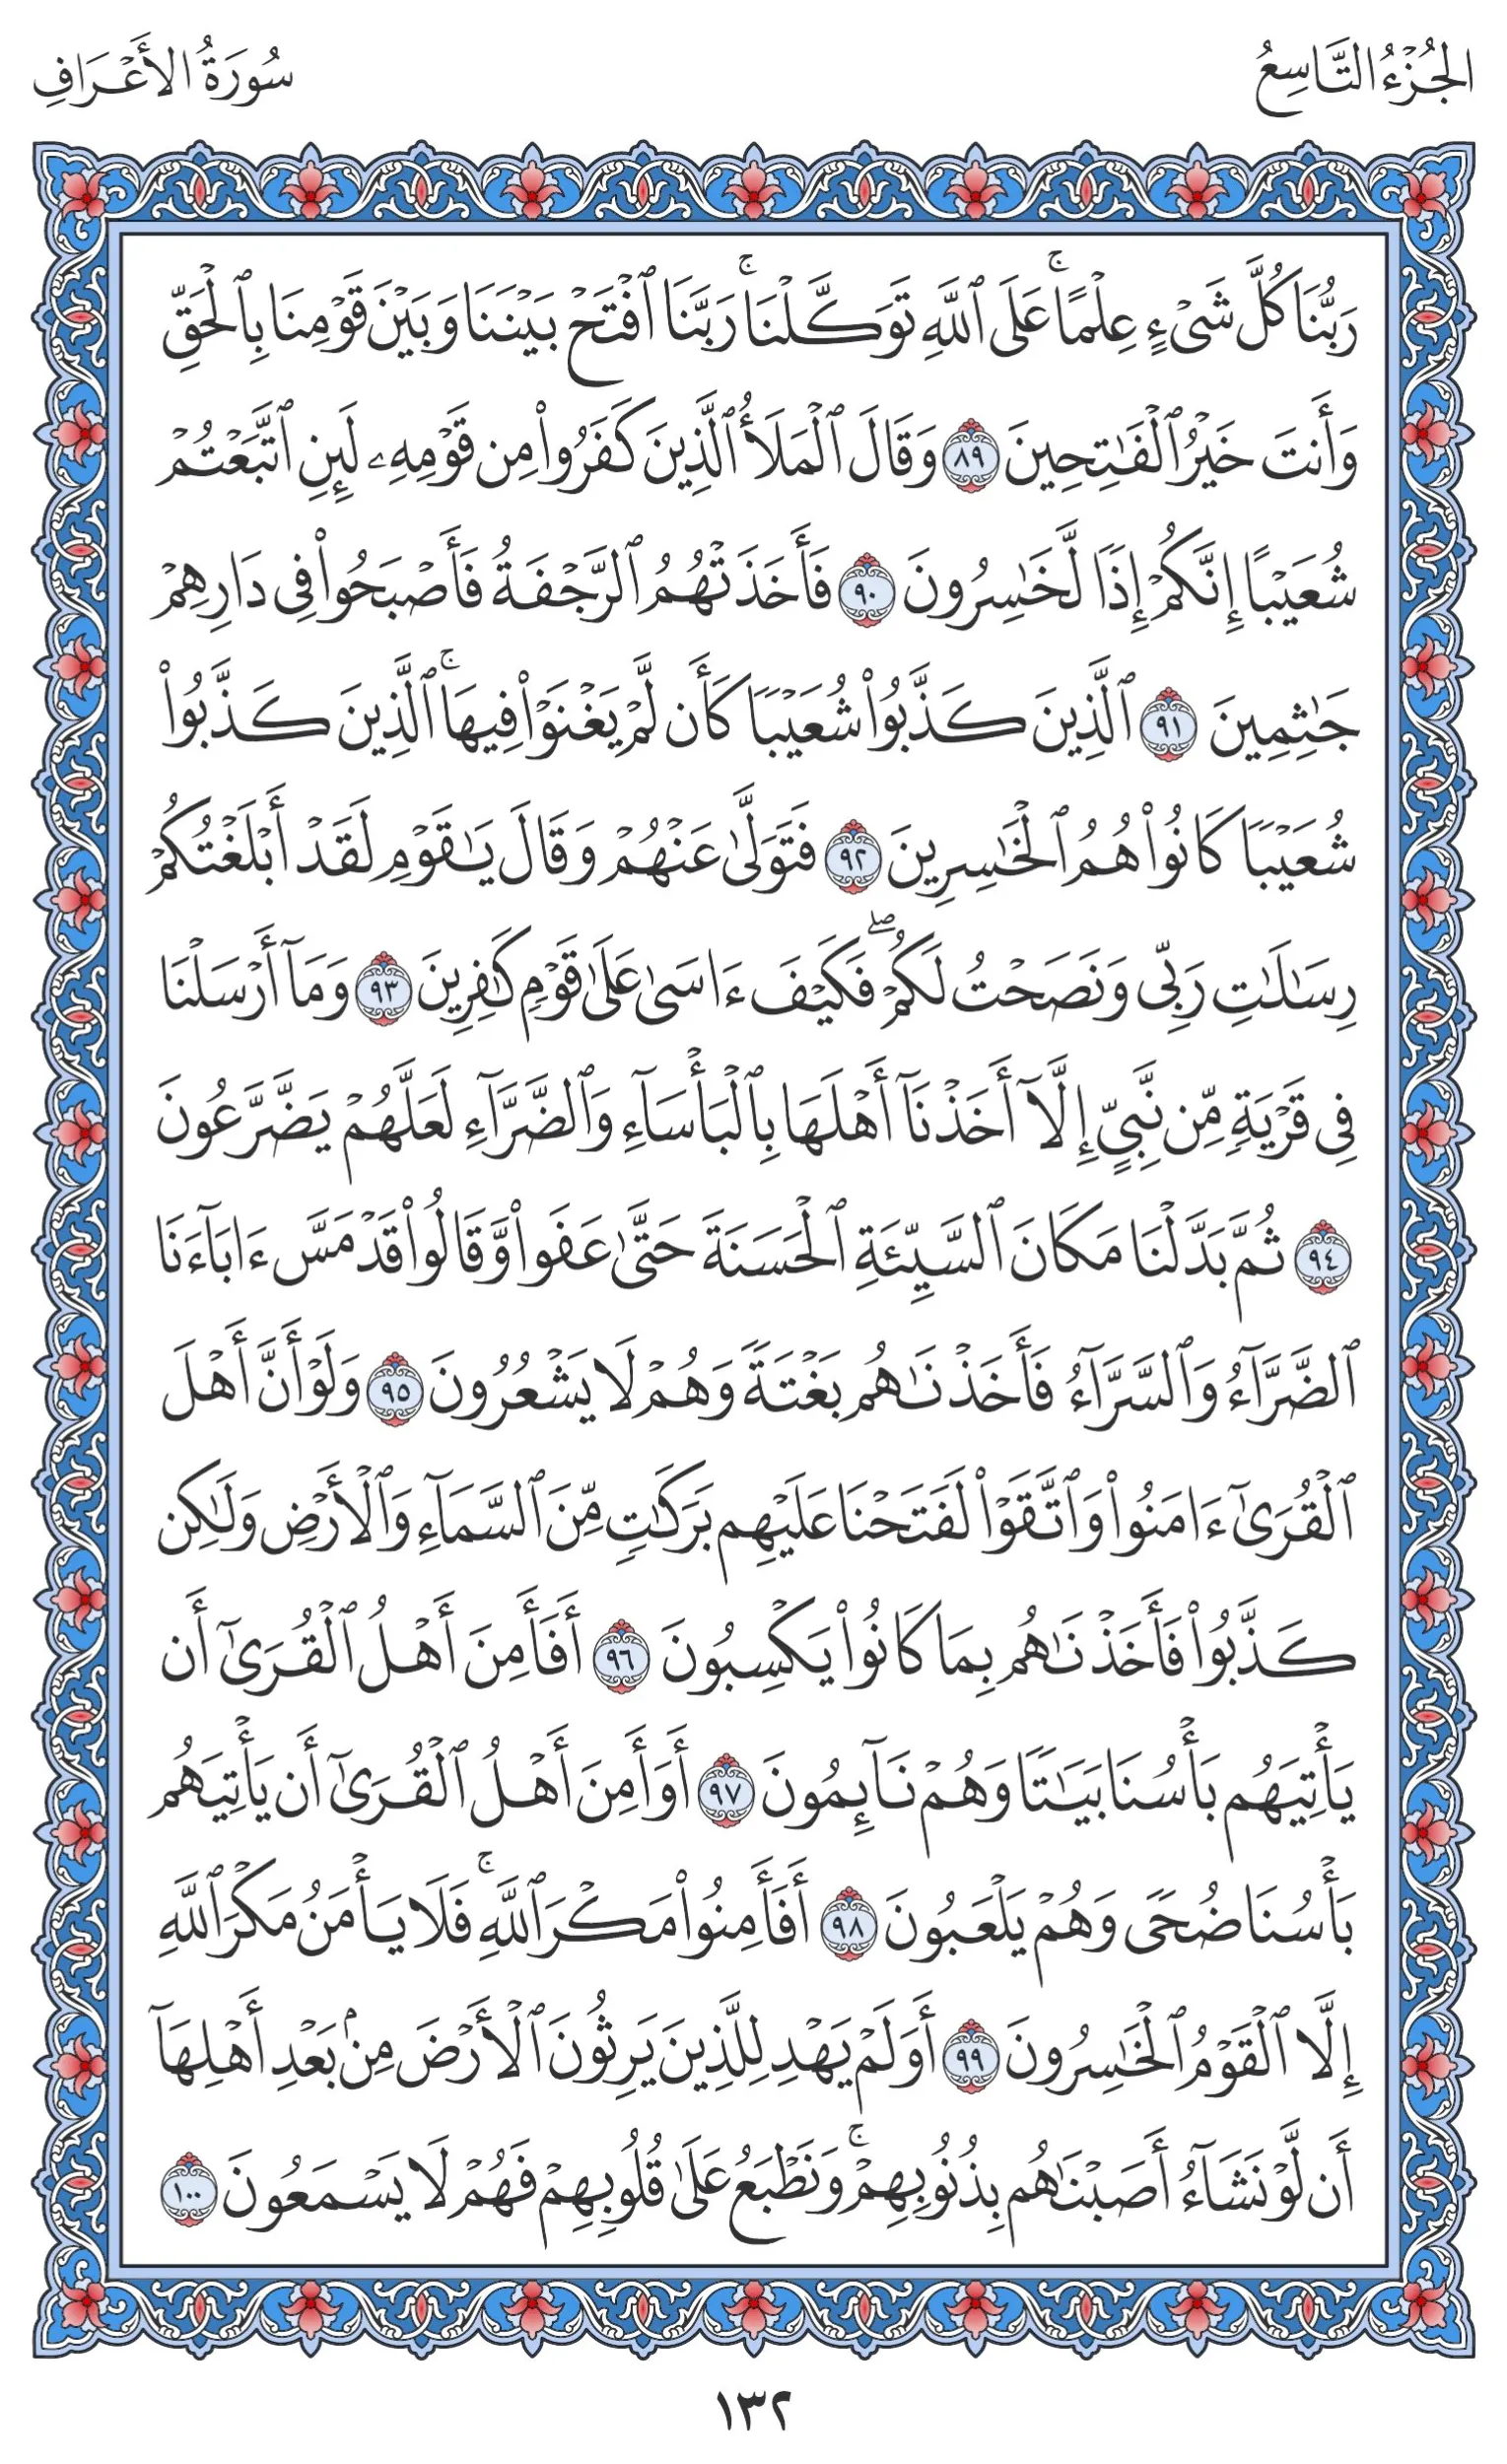 الجُزْءُ التَّاسِعُ
سُورَةُ الأَعْرَافِ
رَبُّنَا كُلَّ شَىْءٍ عِلْمًاۚ عَلَى ٱللَّهِ تَوَكَّلْنَاۚ رَبَّنَا ٱفْتَحْ بَيْنَنَا وَبَيْنَ قَوْمِنَا بِٱلْحَقِّ
وَأَنتَ خَيْرُ ٱلْفَٰتِحِينَ ٨٩ وَقَالَ ٱلْمَلَأُ ٱلَّذِينَ كَفَرُوا۟ مِن قَوْمِهِۦ لَئِنِ ٱتَّبَعْتُمْ
شُعَيْبًا إِنَّكُمْ إِذًا لَّخَٰسِرُونَ ٩٠ فَأَخَذَتْهُمُ ٱلرَّجْفَةُ فَأَصْبَحُوا۟ فِى دَارِهِمْ
جَٰثِمِينَ ٩١ ٱلَّذِينَ كَذَّبُوا۟ شُعَيْبًا كَأَن لَّمْ يَغْنَوْا۟ فِيهَاۚ ٱلَّذِينَ كَذَّبُوا۟
شُعَيْبًا كَانُوا۟ هُمُ ٱلْخَٰسِرِينَ ٩٢ فَتَوَلَّىٰ عَنْهُمْ وَقَالَ يَٰقَوْمِ لَقَدْ أَبْلَغْتُكُمْ
رِسَٰلَٰتِ رَبِّى وَنَصَحْتُ لَكُمْۖ فَكَيْفَ ءَاسَىٰ عَلَىٰ قَوْمٍ كَٰفِرِينَ ٩٣ وَمَآ أَرْسَلْنَا
فِى قَرْيَةٍ مِّن نَّبِىٍّ إِلَّآ أَخَذْنَآ أَهْلَهَا بِٱلْبَأْسَآءِ وَٱلضَّرَّآءِ لَعَلَّهُمْ يَضَّرَّعُونَ
٩٤ ثُمَّ بَدَّلْنَا مَكَانَ ٱلسَّيِّئَةِ ٱلْحَسَنَةَ حَتَّىٰ عَفَوا۟ وَّقَالُوا۟ قَدْ مَسَّ ءَابَآءَنَا
ٱلضَّرَّآءُ وَٱلسَّرَّآءُ فَأَخَذْنَٰهُم بَغْتَةً وَهُمْ لَا يَشْعُرُونَ ٩٥ وَلَوْ أَنَّ أَهْلَ
ٱلْقُرَىٰٓ ءَامَنُوا۟ وَٱتَّقَوْا۟ لَفَتَحْنَا عَلَيْهِم بَرَكَٰتٍ مِّنَ ٱلسَّمَآءِ وَٱلْأَرْضِ وَلَٰكِن
كَذَّبُوا۟ فَأَخَذْنَٰهُم بِمَا كَانُوا۟ يَكْسِبُونَ ٩٦ أَفَأَمِنَ أَهْلُ ٱلْقُرَىٰٓ أَن
يَأْتِيَهُم بَأْسُنَا بَيَٰتًا وَهُمْ نَآئِمُونَ ٩٧ أَوَأَمِنَ أَهْلُ ٱلْقُرَىٰٓ أَن يَأْتِيَهُم
بَأْسُنَا ضُحًى وَهُمْ يَلْعَبُونَ ٩٨ أَفَأَمِنُوا۟ مَكْرَ ٱللَّهِۚ فَلَا يَأْمَنُ مَكْرَ ٱللَّهِ
إِلَّا ٱلْقَوْمُ ٱلْخَٰسِرُونَ ٩٩ أَوَلَمْ يَهْدِ لِلَّذِينَ يَرِثُونَ ٱلْأَرْضَ مِنۢ بَعْدِ أَهْلِهَآ
أَن لَّوْ نَشَآءُ أَصَبْنَٰهُم بِذُنُوبِهِمْۚ وَنَطْبَعُ عَلَىٰ قُلُوبِهِمْ فَهُمْ لَا يَسْمَعُونَ ١٠٠
١٣٢